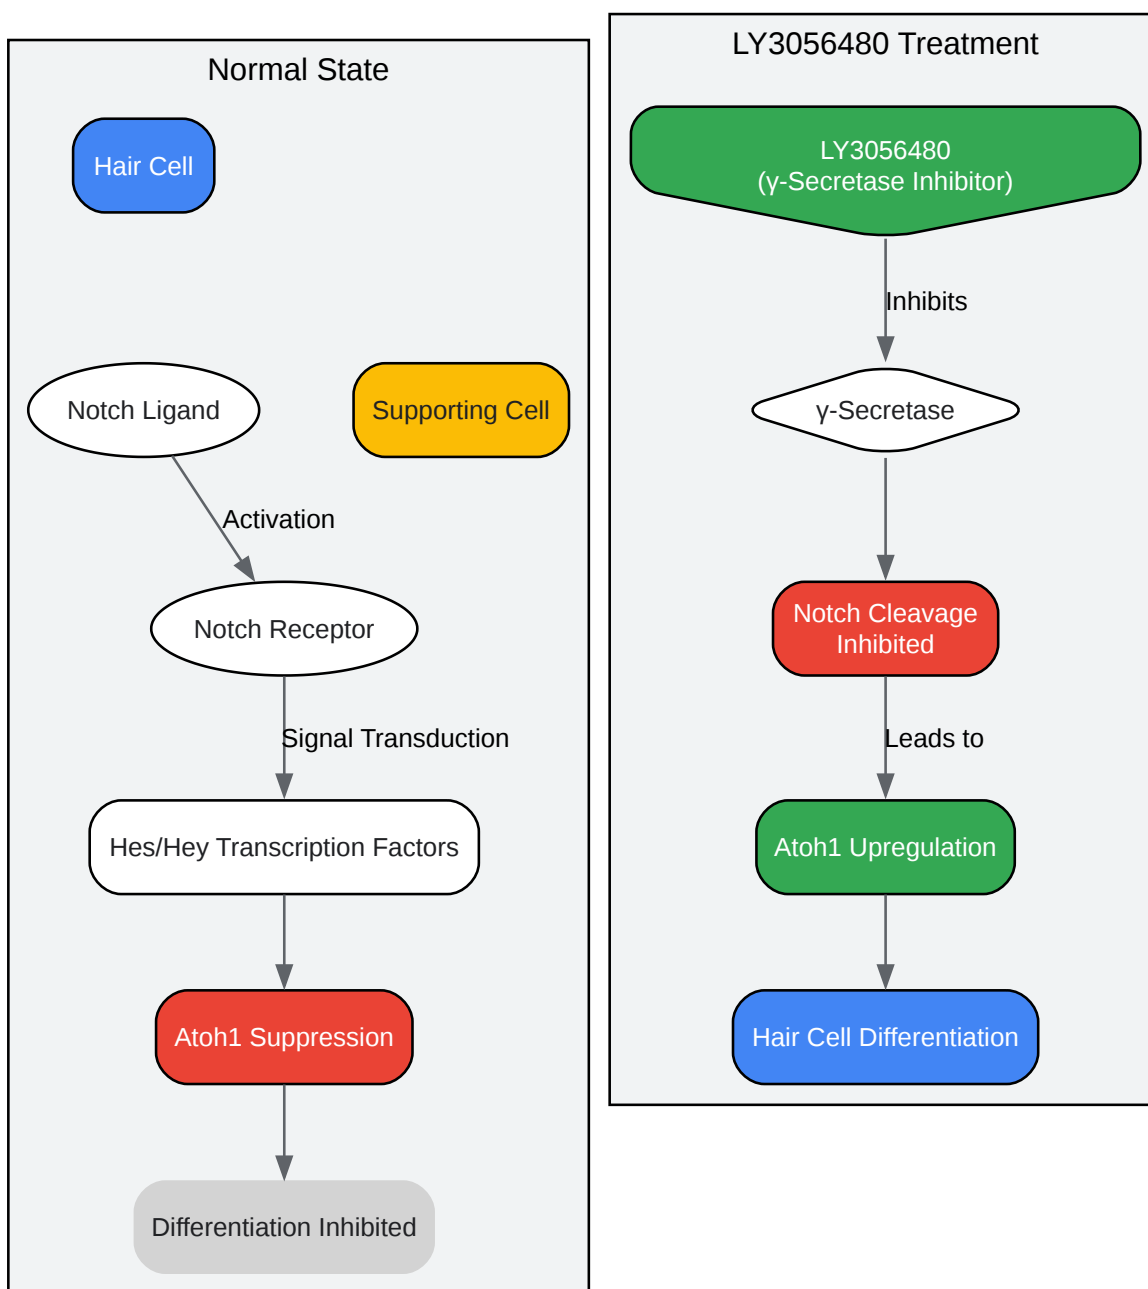 Normal State
Hair Cell
Notch Ligand
Supporting Cell
Activation
Notch Receptor
Signal Transduction
Hes/Hey Transcription Factors
Atoh1 Suppression
Differentiation Inhibited
LY3056480 Treatment
LY3056480
(γ-Secretase Inhibitor)
Inhibits
γ-Secretase
Notch Cleavage
Inhibited
Leads to
Atoh1 Upregulation
Hair Cell Differentiation